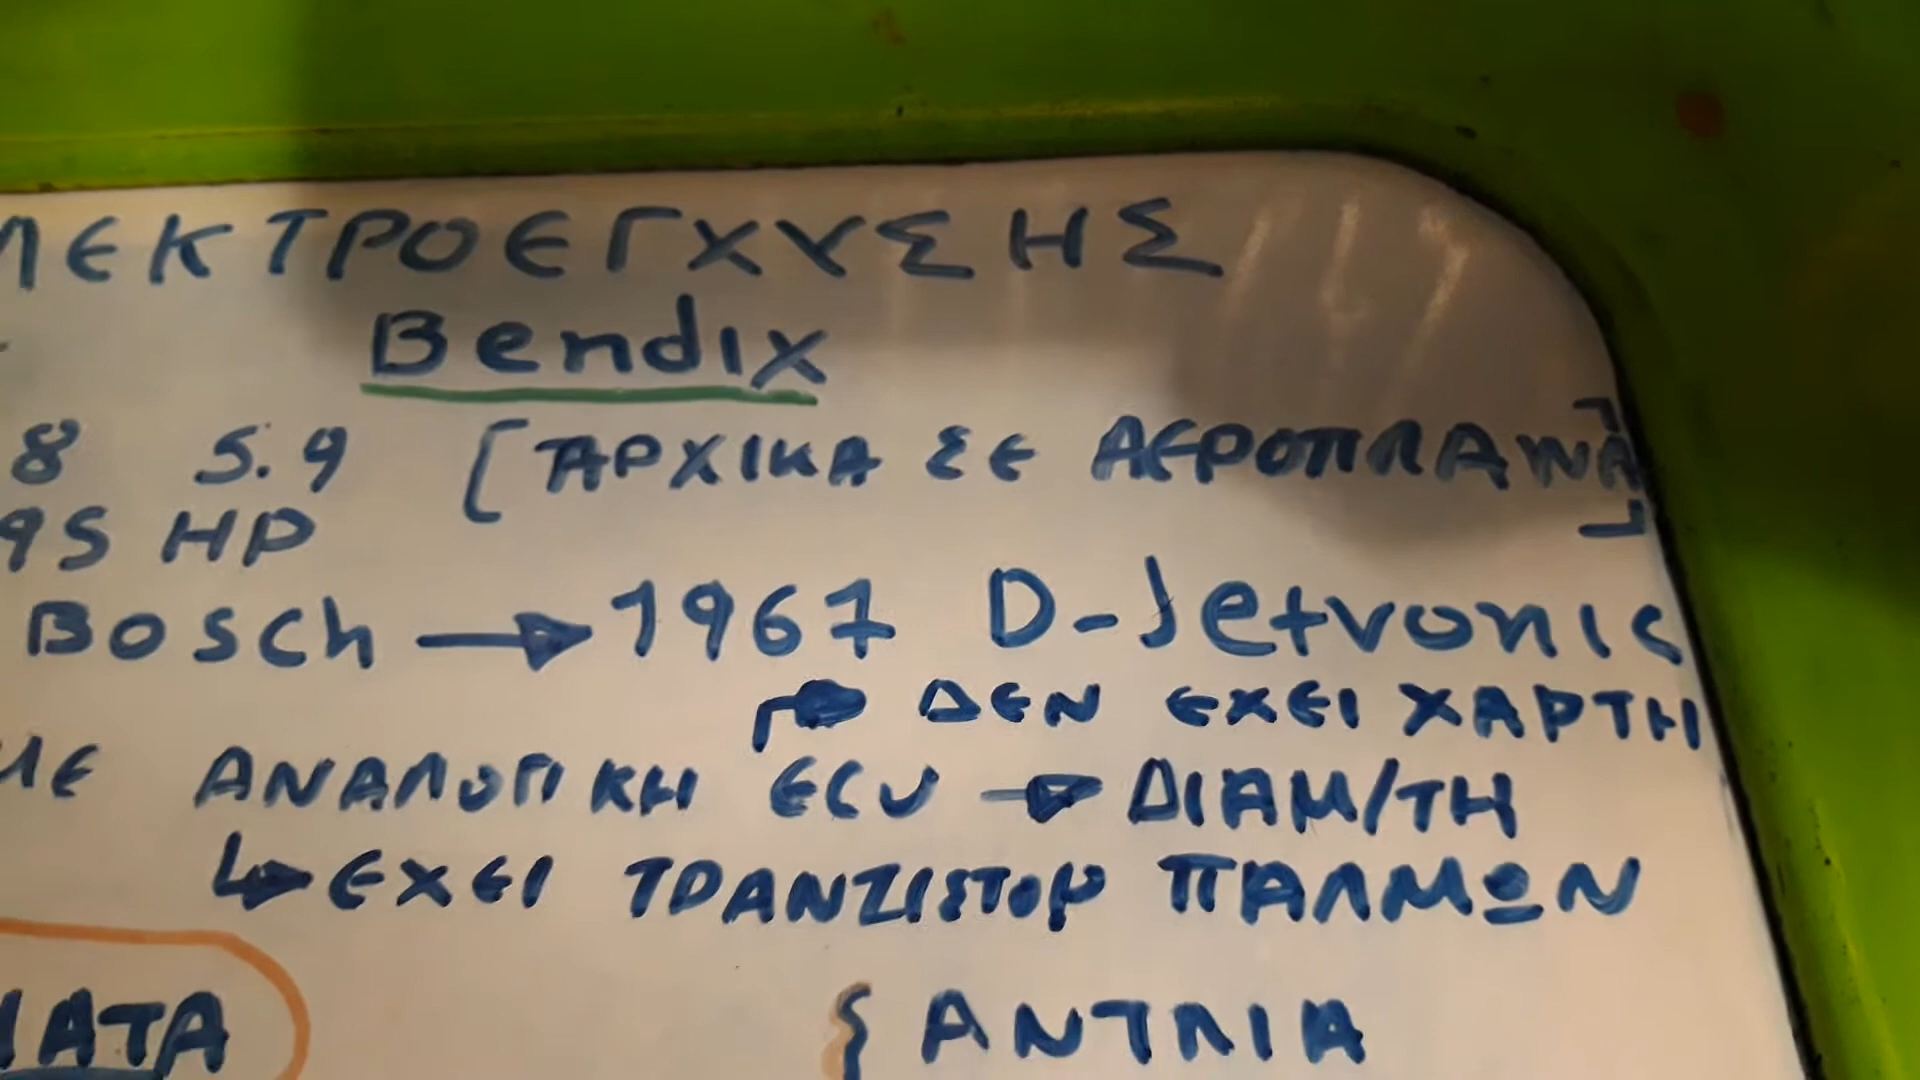 ΛΕΚΤΡΟΕΓΧΥΣΗΣ
Bendix
8 5.9 [ΑΡΧΙΚΑ ΣΕ ΑΕΡΟΠΛΑΝΑ]
95 HP
BOSCh → 1967 D-Jetronic
ΔΕΝ ΕΧΕΙ ΧΑΡΤΗ
ΜΕ ΑΝΑΛΟΓΙΚΗ ECU → ΔΙΑΜ/ΤΗ
↳ ΕΧΕΙ ΤΡΑΝΖΙΣΤΟΡ ΠΑΛΜΩΝ
ΜΑΤΑ { ΑΝΤΛΙΑ